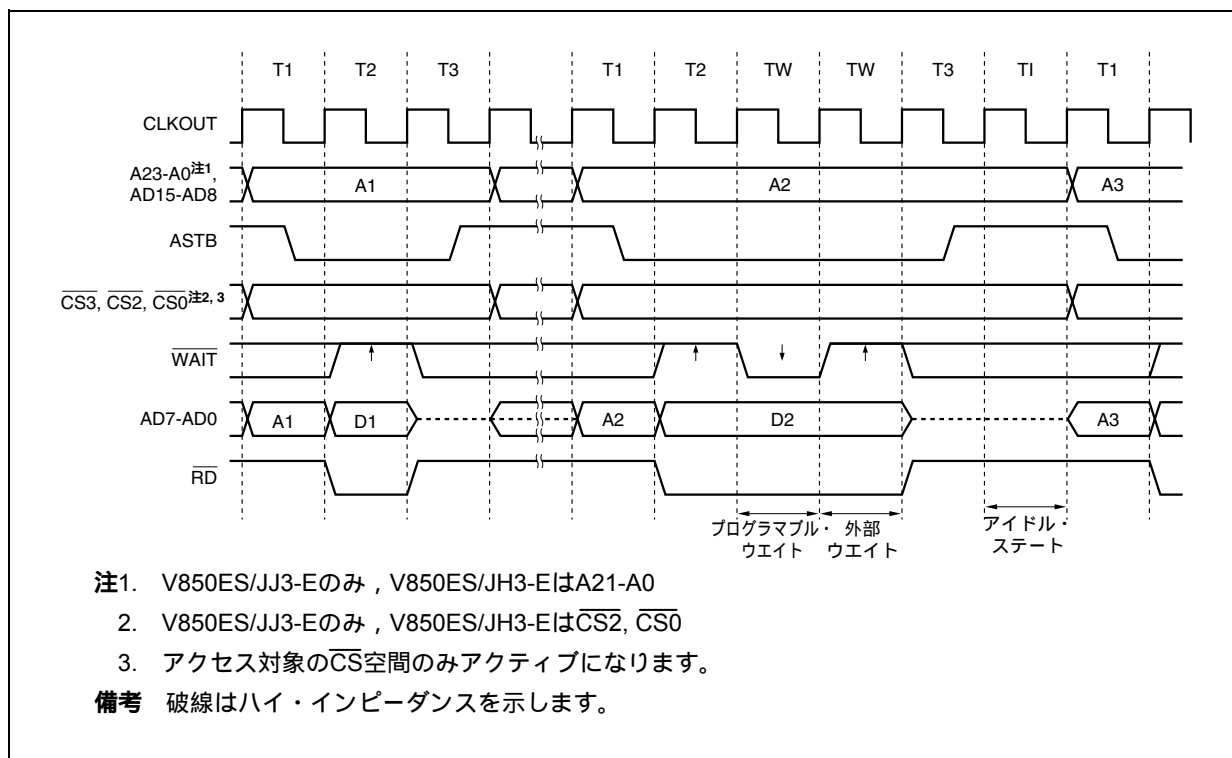 T1 T2 T3 T1 T2 TW TW T3 TI T1
CLKOUT
A23-A0注1,
AD15-AD8
A1 A2 A3
ASTB
CS3, CS2, CS0注2, 3
WAIT
AD7-AD0
A1 D1 A2 D2 A3
RD
プログラマブル・ 外部 アイドル・
ウエイト ウエイト ステート
注1. V850ES/JJ3-Eのみ，V850ES/JH3-EはA21-A0
2. V850ES/JJ3-Eのみ，V850ES/JH3-EはCS2, CS0
3. アクセス対象のCS空間のみアクティブになります。
備考 破線はハイ・インピーダンスを示します。